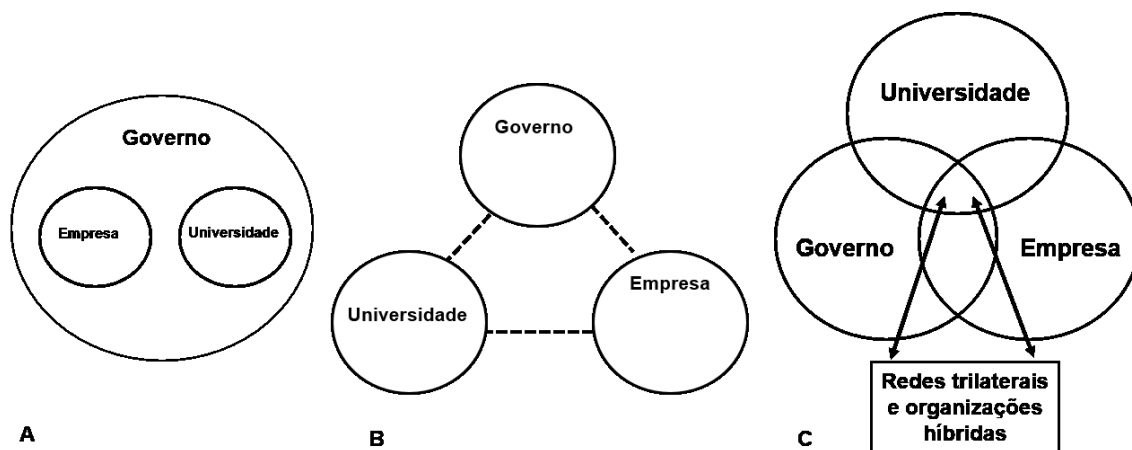 Governo
Empresa
Universidade
A
Governo
Universidade
Empresa
B
Universidade
Governo
Empresa
Redes trilaterais
e organizações
híbridas
C